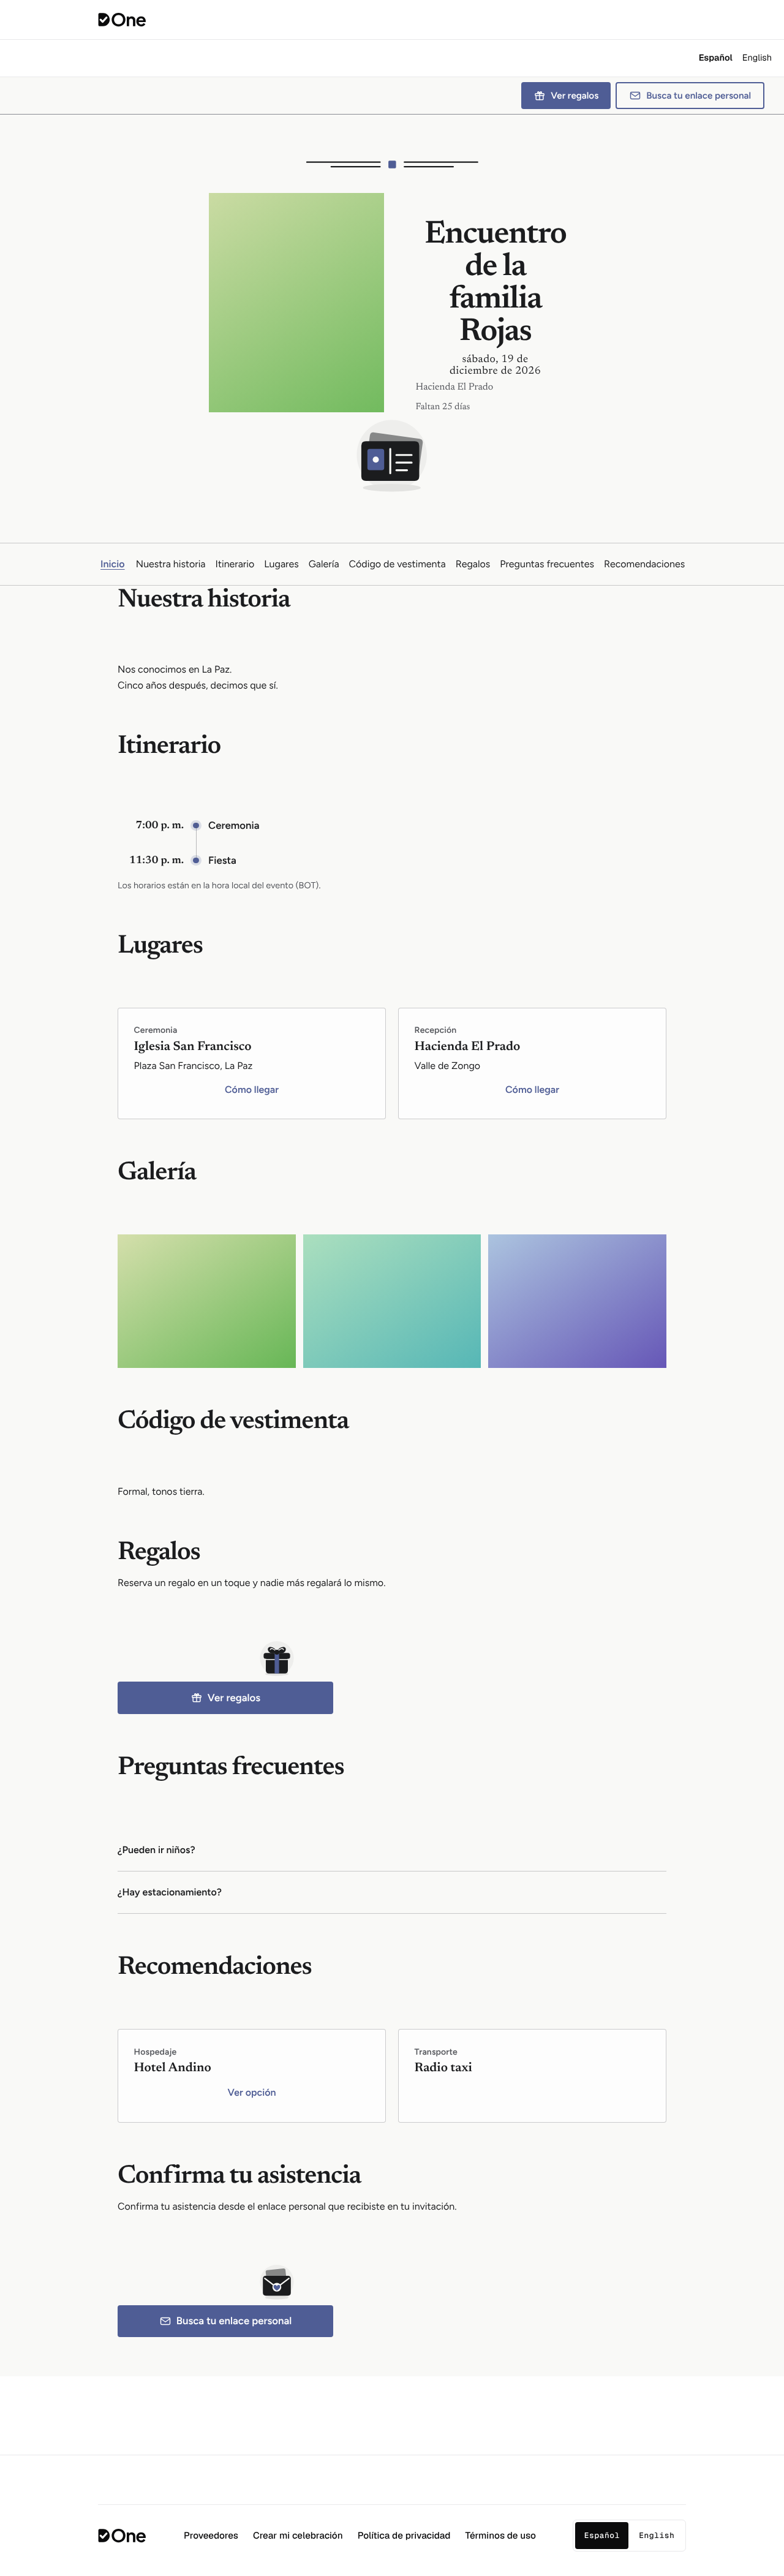 One
Español English
Ver regalos Busca tu enlace personal
Encuentro
de la
familia
Rojas
sábado, 19 de
diciembre de 2026
Hacienda El Prado
Faltan 25 días
Inicio Nuestra historia Itinerario Lugares Galería Código de vestimenta Regalos Preguntas frecuentes Recomendaciones
Nuestra historia
Nos conocimos en La Paz.
Cinco años después, decimos que sí.
Itinerario
7:00 p. m. Ceremonia
11:30 p. m. Fiesta
Los horarios están en la hora local del evento (BOT).
Lugares
Ceremonia
Iglesia San Francisco
Plaza San Francisco, La Paz
Cómo llegar
Recepción
Hacienda El Prado
Valle de Zongo
Cómo llegar
Galería
Código de vestimenta
Formal, tonos tierra.
Regalos
Reserva un regalo en un toque y nadie más regalará lo mismo.
Ver regalos
Preguntas frecuentes
¿Pueden ir niños?
¿Hay estacionamiento?
Recomendaciones
Hospedaje
Hotel Andino
Ver opción
Transporte
Radio taxi
Confirma tu asistencia
Confirma tu asistencia desde el enlace personal que recibiste en tu invitación.
Busca tu enlace personal
One Proveedores Crear mi celebración Política de privacidad Términos de uso Español English